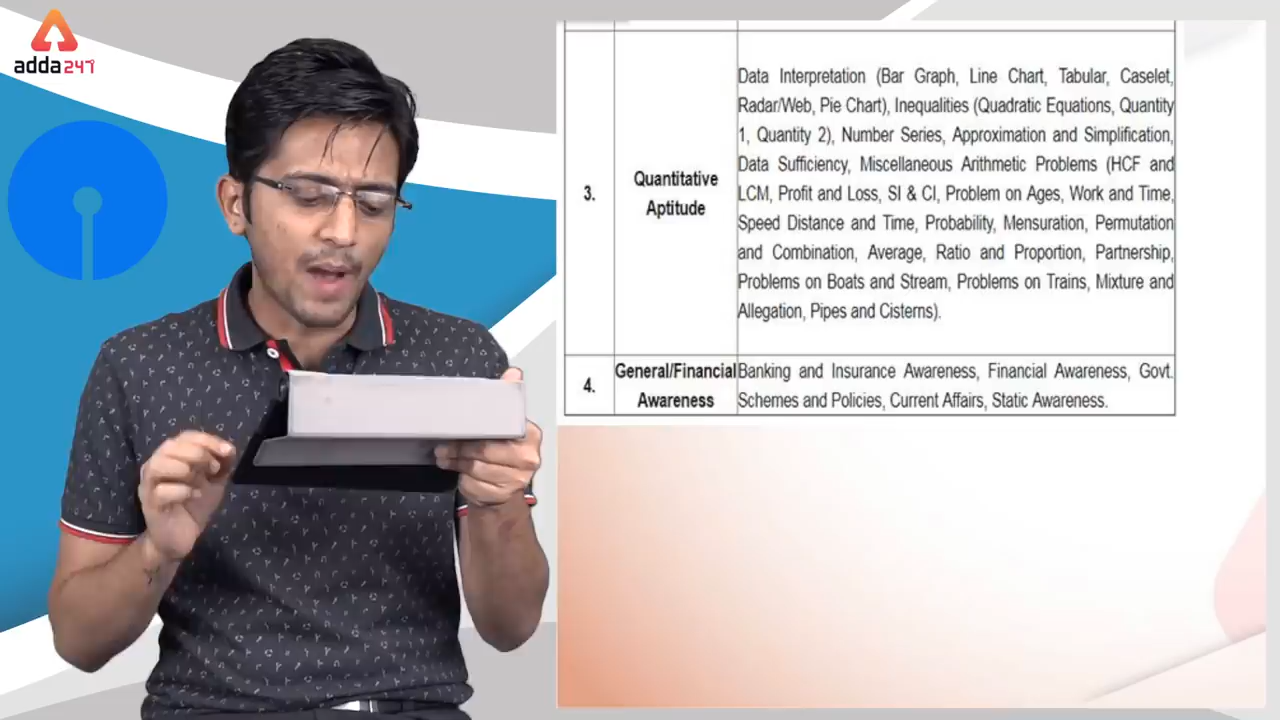 adda247
Data Interpretation (Bar Graph, Line Chart, Tabular, Caselet,
Radar/Web, Pie Chart), Inequalities (Quadratic Equations, Quantity
1, Quantity 2), Number Series, Approximation and Simplification,
Data Sufficiency, Miscellaneous Arithmetic Problems (HCF and
LCM, Profit and Loss, SI & CI, Problem on Ages, Work and Time,
Speed Distance and Time, Probability, Mensuration, Permutation
and Combination, Average, Ratio and Proportion, Partnership,
Problems on Boats and Stream, Problems on Trains, Mixture and
Allegation, Pipes and Cisterns).
3.
Quantitative
Aptitude
4.
General/Financial
Awareness
Banking and Insurance Awareness, Financial Awareness, Govt.
Schemes and Policies, Current Affairs, Static Awareness.